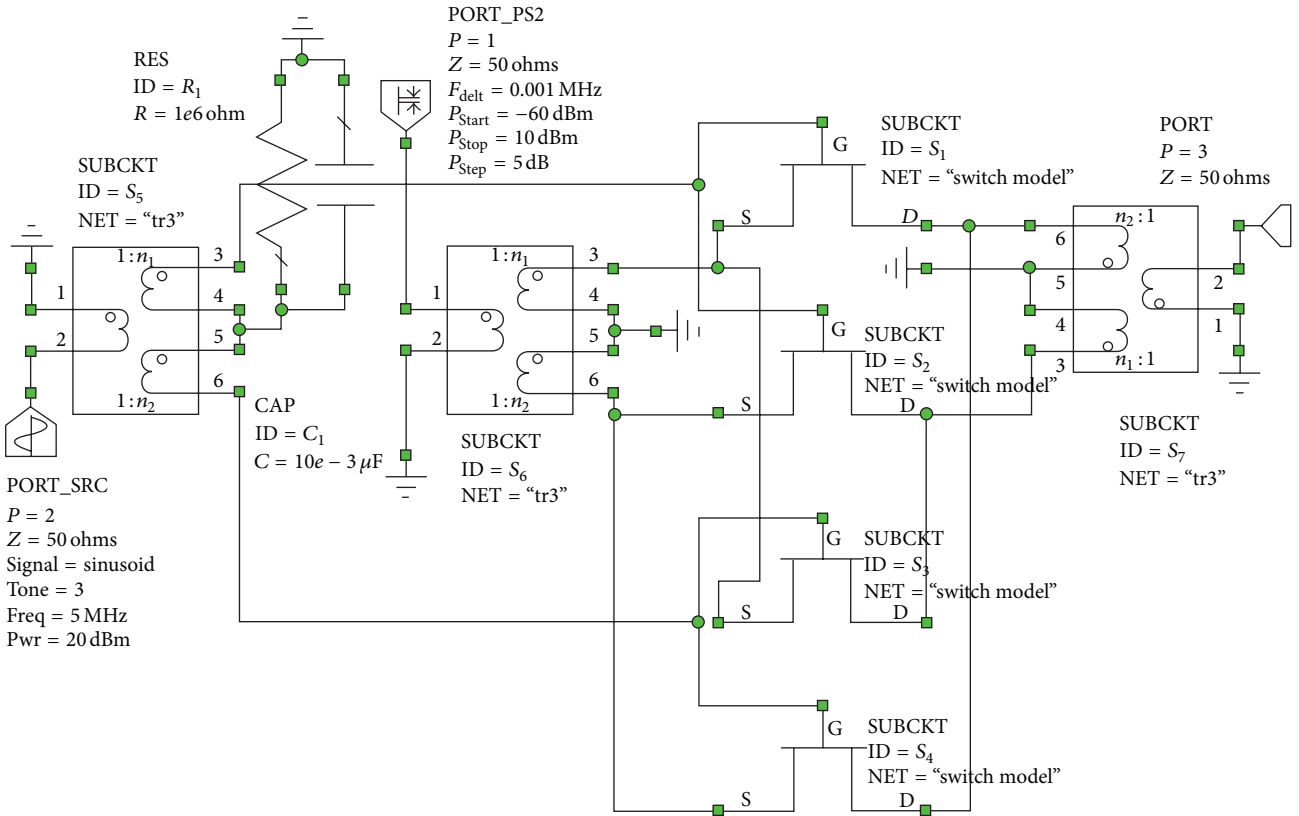 PORT_PS2
P = 1
Z = 50 ohms
F_delt = 0.001 MHz
P_Start = −60 dBm
P_Stop = 10 dBm
P_Step = 5 dB
RES
ID = R_1
R = 1e6 ohm
SUBCKT
ID = S_5
NET = “tr3”
1
2
1 : n_1
3
4
5
6
1 : n_2
CAP
ID = C_1
C = 10e − 3 μF
PORT_SRC
P = 2
Z = 50 ohms
Signal = sinusoid
Tone = 3
Freq = 5 MHz
Pwr = 20 dBm
1
2
1 : n_1
3
4
5
6
1 : n_2
SUBCKT
ID = S_6
NET = “tr3”
G
S
D
SUBCKT
ID = S_1
NET = “switch model”
G
S
D
SUBCKT
ID = S_2
NET = “switch model”
G
S
D
SUBCKT
ID = S_3
NET = “switch model”
G
S
D
SUBCKT
ID = S_4
NET = “switch model”
PORT
P = 3
Z = 50 ohms
n_2 : 1
6
5
4
3
n_1 : 1
2
1
SUBCKT
ID = S_7
NET = “tr3”